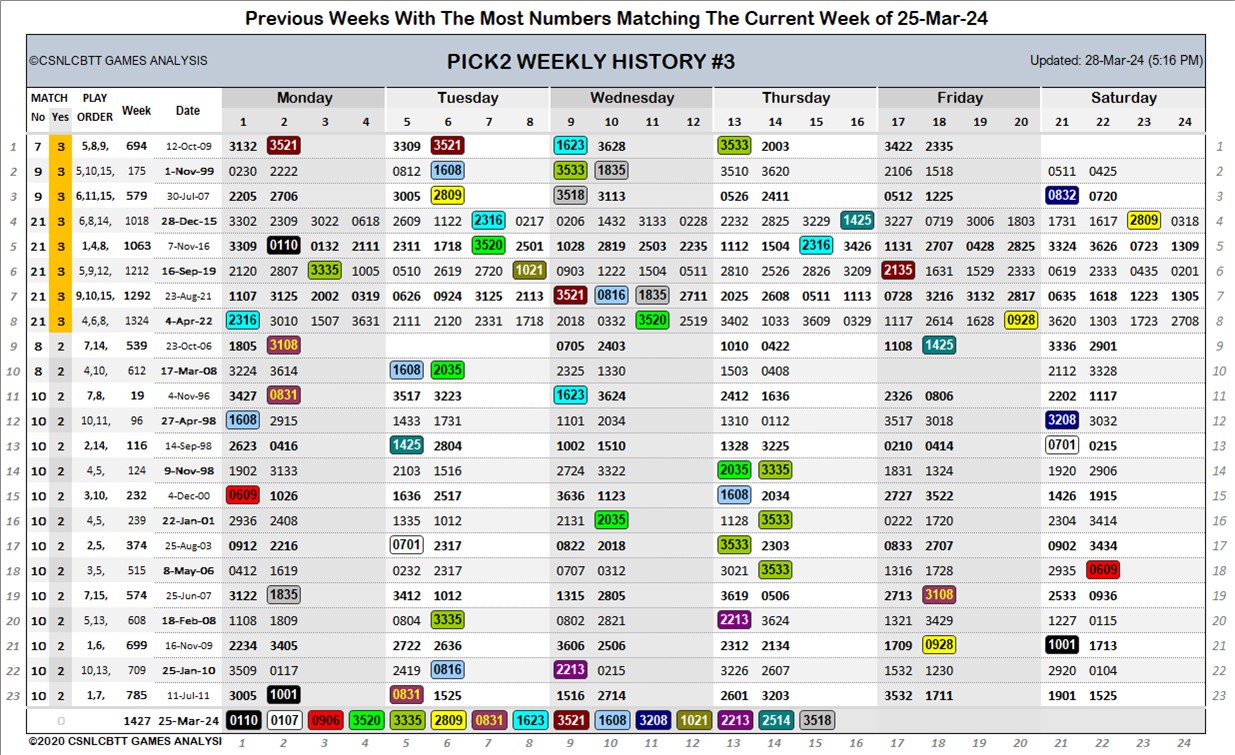 Previous Weeks With The Most Numbers Matching The Current Week of 25-Mar-24
©CSNLCBTT GAMES ANALYSIS PICK2 WEEKLY HISTORY #3 Updated: 28-Mar-24 (5:16 PM)
MATCH PLAY Week Date Monday Tuesday Wednesday Thursday Friday Saturday
No Yes ORDER 1 2 3 4 5 6 7 8 9 10 11 12 13 14 15 16 17 18 19 20 21 22 23 24
1 7 3 5,8,9, 694 12-Oct-09 3132 3521 3309 3521 1623 3628 3533 2003 3422 2335 1
2 9 3 5,10,15, 175 1-Nov-99 0230 2222 0812 1608 3533 1835 3510 3620 2106 1518 0511 0425 2
3 9 3 6,11,15, 579 30-Jul-07 2205 2706 3005 2809 3518 3113 0526 2411 0512 1225 0832 0720 3
4 21 3 6,8,14, 1018 28-Dec-15 3302 2309 3022 0618 2609 1122 2316 0217 0206 1432 3133 0228 2232 2825 3229 1425 3227 0719 3006 1803 1731 1617 2809 0318 4
5 21 3 1,4,8, 1063 7-Nov-16 3309 0110 0132 2111 2311 1718 3520 2501 1028 2819 2503 2235 1112 1504 2316 3426 1131 2707 0428 2825 3324 3626 0723 1309 5
6 21 3 5,9,12, 1212 16-Sep-19 2120 2807 3335 1005 0510 2619 2720 1021 0903 1222 1504 0511 2810 2526 2826 3209 2135 1631 1529 2333 0619 2333 0435 0201 6
7 21 3 9,10,15, 1292 23-Aug-21 1107 3125 2002 0319 0626 0924 3125 2113 3521 0816 1835 2711 2025 2608 0511 1113 0728 3216 3132 2817 0635 1618 1223 1305 7
8 21 3 4,6,8, 1324 4-Apr-22 2316 3010 1507 3631 2111 2120 2331 1718 2018 0332 3520 2519 3402 1033 3609 0329 1117 2614 1628 0928 3620 1303 1723 2708 8
9 8 2 7,14, 539 23-Oct-06 1805 3108 0705 2403 1010 0422 1108 1425 3336 2901 9
10 8 2 4,10, 612 17-Mar-08 3224 3614 1608 2035 2325 1330 1503 0408 2112 3328 10
11 10 2 7,8, 19 4-Nov-96 3427 0831 3517 3223 1623 3624 2412 1636 2326 0806 2202 1117 11
12 10 2 10,11, 96 27-Apr-98 1608 2915 1433 1731 1101 2034 1310 0112 3517 3018 3208 3032 12
13 10 2 2,14, 116 14-Sep-98 2623 0416 1425 2804 1002 1510 1328 3225 0210 0414 0701 0215 13
14 10 2 4,5, 124 9-Nov-98 1902 3133 2103 1516 2724 3322 2035 3335 1831 1324 1920 2906 14
15 10 2 3,10, 232 4-Dec-00 0609 1026 1636 2517 3636 1123 1608 2034 2727 3522 1426 1915 15
16 10 2 4,5, 239 22-Jan-01 2936 2408 1335 1012 2131 2035 1128 3533 0222 1720 2304 3414 16
17 10 2 2,5, 374 25-Aug-03 0912 2216 0701 2317 0822 2018 3533 2303 0833 2707 0902 3434 17
18 10 2 3,5, 515 8-May-06 0412 1619 0232 2317 0707 0312 3021 3533 1316 1728 2935 0609 18
19 10 2 7,15, 574 25-Jun-07 3122 1835 3412 1012 1315 2805 3619 0506 2713 3108 2533 0936 19
20 10 2 5,13, 608 18-Feb-08 1108 1809 0804 3335 0802 2821 2213 3624 1321 3429 1227 0115 20
21 10 2 1,6, 699 16-Nov-09 2234 3405 2722 2636 3606 2506 2312 2134 1709 0928 1001 1713 21
22 10 2 10,13, 709 25-Jan-10 3509 0117 2419 0816 2213 0215 3226 2607 1532 1230 2920 0104 22
23 10 2 1,7, 785 11-Jul-11 3005 1001 0831 1525 1516 2714 2601 3203 3532 1711 1901 1525 23
0 1427 25-Mar-24 0110 0107 0906 3520 3335 2809 0831 1623 3521 1608 3208 1021 2213 2514 3518
©2020 CSNLCBTT GAMES ANALYSI 1 2 3 4 5 6 7 8 9 10 11 12 13 14 15 16 17 18 19 20 21 22 23 24